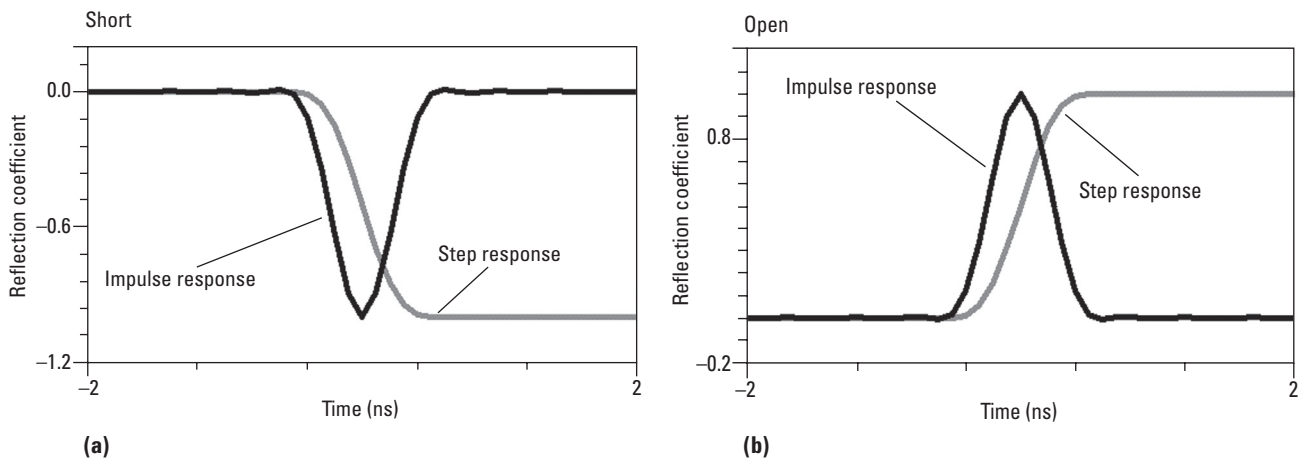 Short
Reflection coefficient
0.0
−0.6
−1.2
Impulse response
Step response
−2
2
Time (ns)
(a)
Open
Reflection coefficient
0.8
−0.2
Impulse response
Step response
−2
2
Time (ns)
(b)